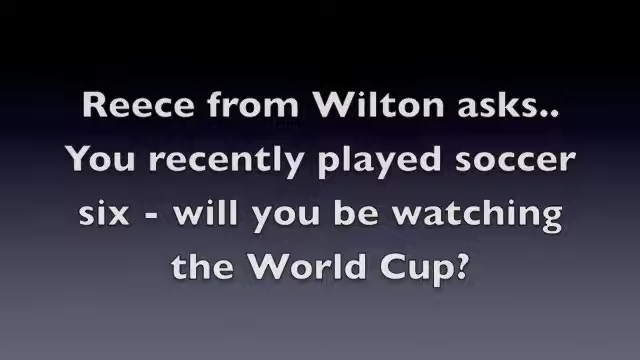 Reece from Wilton asks..
You recently played soccer
six - will you be watching
the World Cup?